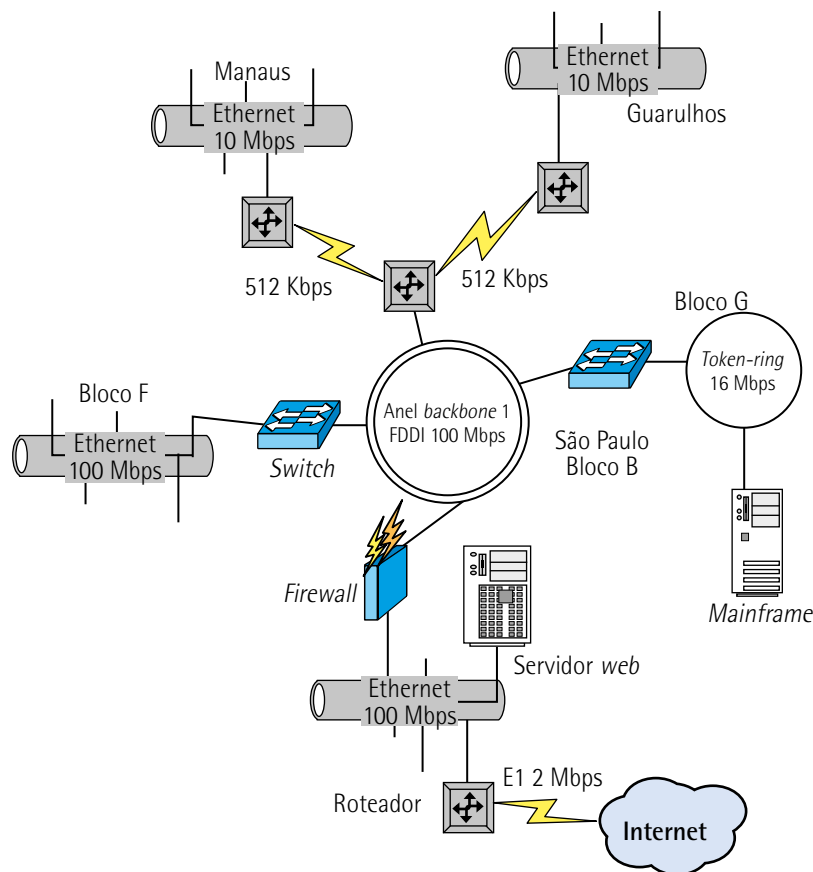 Ethernet
10 Mbps
Guarulhos
Manaus
Ethernet
10 Mbps
512 Kbps
512 Kbps
Bloco G
Token-ring
16 Mbps
Bloco F
Ethernet
100 Mbps
Switch
Anel backbone 1
FDDI 100 Mbps
São Paulo
Bloco B
Mainframe
Firewall
Servidor web
Ethernet
100 Mbps
Roteador
E1 2 Mbps
Internet